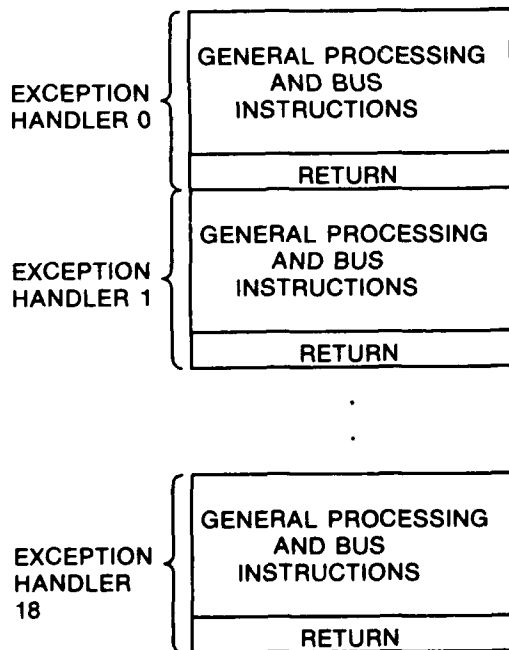 EXCEPTION
HANDLER 0
GENERAL PROCESSING
AND BUS
INSTRUCTIONS
RETURN
EXCEPTION
HANDLER 1
GENERAL PROCESSING
AND BUS
INSTRUCTIONS
RETURN
.
.
EXCEPTION
HANDLER
18
GENERAL PROCESSING
AND BUS
INSTRUCTIONS
RETURN